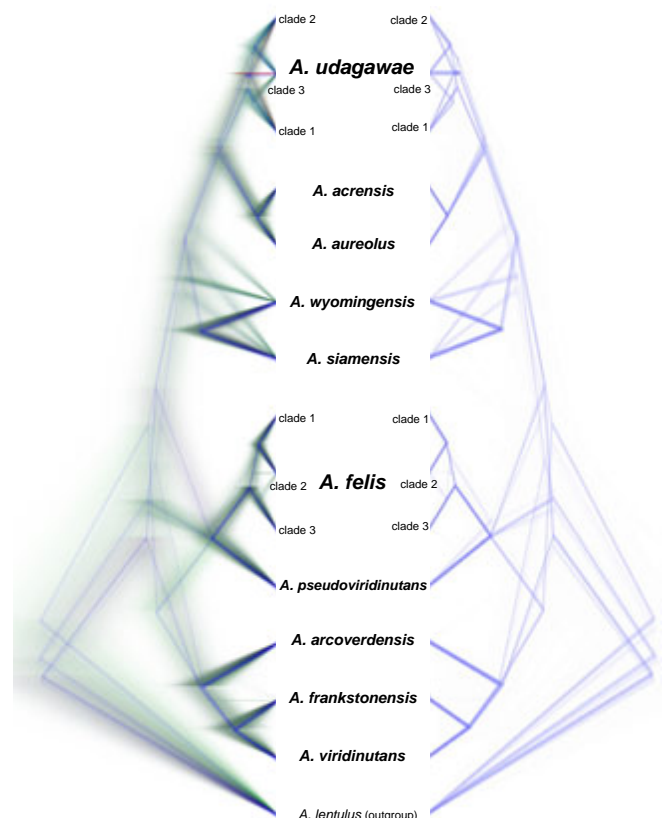 clade 2 clade 2
A. udagawae
clade 3 clade 3
clade 1 clade 1
A. acrensis
A. aureolus
A. wyomingensis
A. siamensis
clade 1 clade 1
clade 2 A. felis clade 2
clade 3 clade 3
A. pseudoviridinutans
A. arcoverdensis
A. frankstonensis
A. viridinutans
A. lentulus (outgroup)